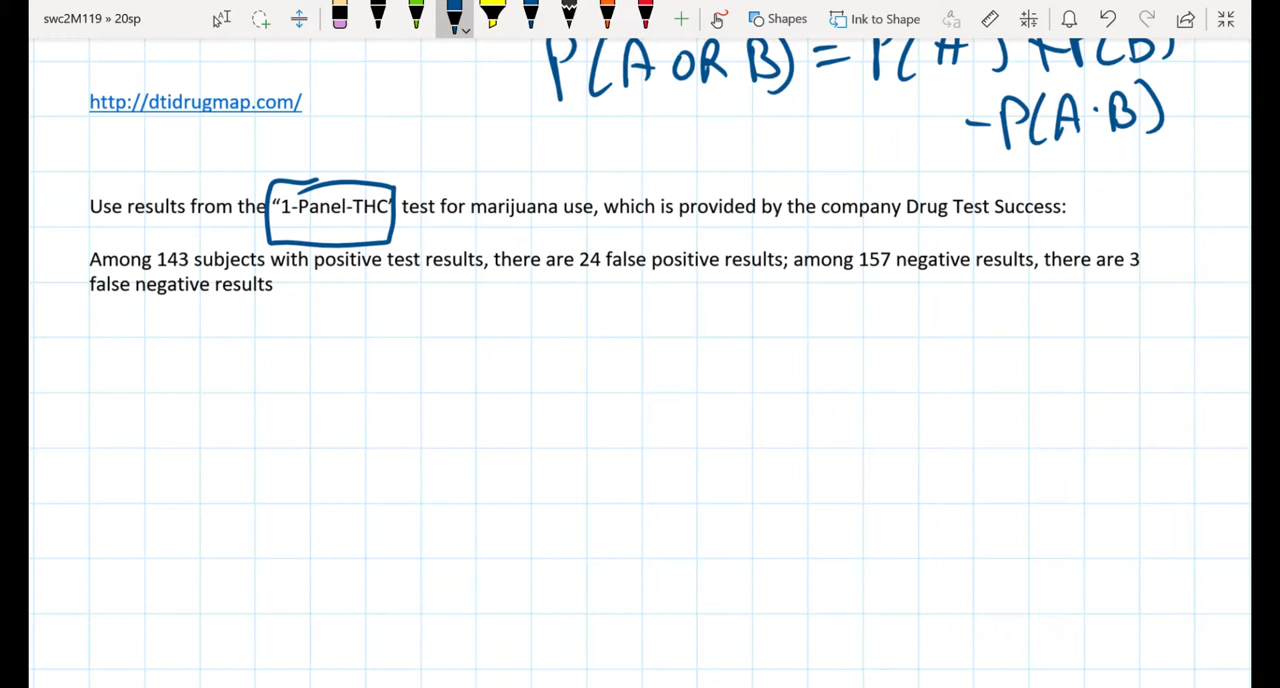 swc2M119 » 20sp
Shapes
Ink to Shape
P(A OR B) = P(A) + P(B)
http://dtidrugmap.com/
-P(A·B)
Use results from the “1-Panel-THC” test for marijuana use, which is provided by the company Drug Test Success:
Among 143 subjects with positive test results, there are 24 false positive results; among 157 negative results, there are 3
false negative results